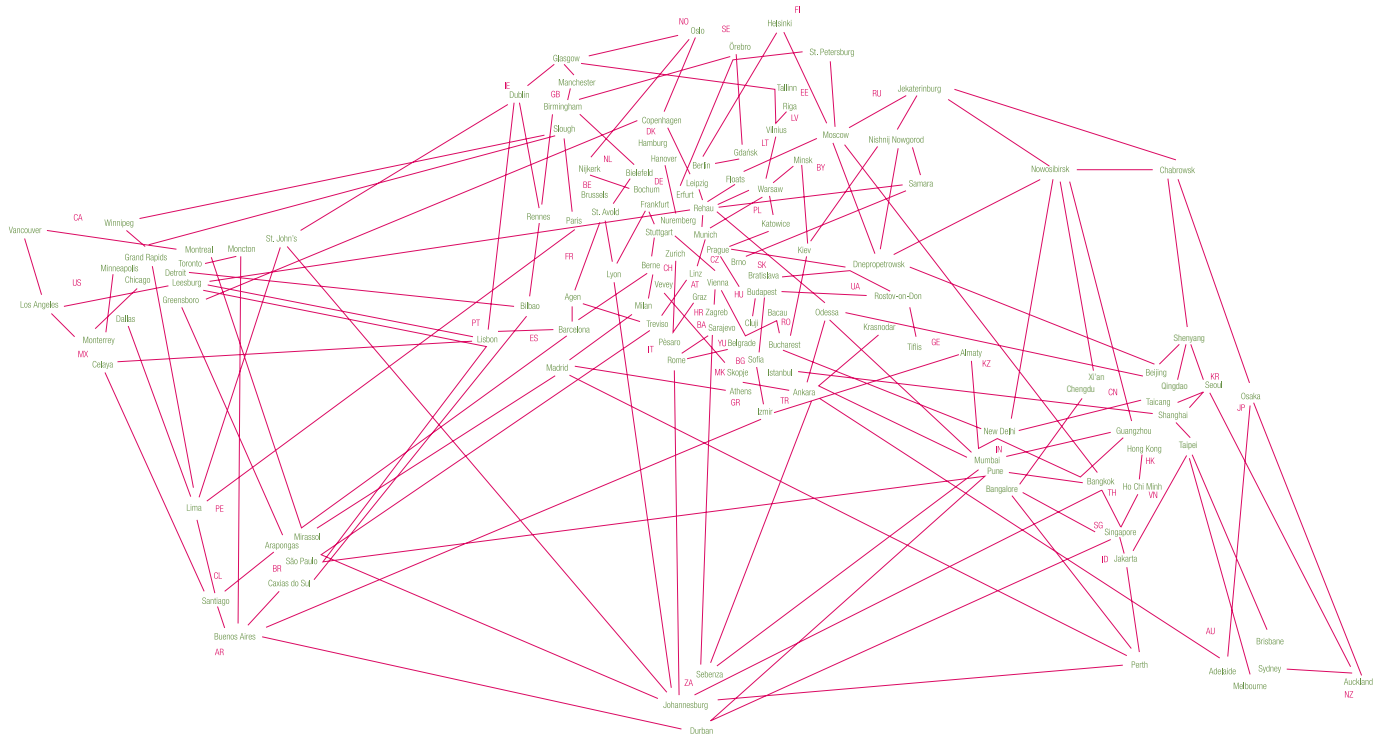 FI
NO
Helsinki
SE
Oslo
Örebro
St. Petersburg
Glasgow
Manchester
IE
Tallinn
EE
Jekaterinburg
RU
Dublin
GB
Birmingham
Riga
LV
Copenhagen
Slough
DK
Vilnius
LT
Moscow
Nishnij Nowgorod
Hamburg
Hanover
NL
Gdańsk
Berlin
Minsk
BY
Nijkerk
Bielefeld
DE
BE
Bochum
Brussels
Leipzig
Floats
Erfurt
Warsaw
Samara
Nowosibirsk
Chabrowsk
Frankfurt
St. Avold
Rehau
PL
CA
Winnipeg
Vancouver
Rennes
Paris
Nuremberg
Katowice
Stuttgart
Munich
St. John's
Montreal
Moncton
Grand Rapids
Toronto
Minneapolis
Detroit
US
Chicago
Leesburg
Greensboro
Los Angeles
Dallas
Monterrey
MX
Celaya
FR
Zurich
Prague
CZ
Brno
Kiev
Dnepropetrowsk
Berne
CH
SK
Lyon
Linz
Bratislava
Vevey
AT
Vienna
HU
Budapest
UA
Rostov-on-Don
Agen
Graz
Bilbao
Milan
HR
Zagreb
Cluji
Bacau
Odessa
PT
Treviso
BA
Sarajevo
RO
Krasnodar
Barcelona
ES
Lisbon
Pésaro
YU
Belgrade
Bucharest
Tiflis
GE
IT
Rome
BG
Sofia
Almaty
KZ
Madrid
MK
Skopje
Istanbul
Athens
GR
TR
Ankara
Izmir
Shenyang
Beijing
Xi'an
Chengdu
CN
Qingdao
KR
Seoul
Taicang
Osaka
JP
Shanghai
New Delhi
Guangzhou
IN
Mumbai
Hong Kong
Taipei
HK
Pune
Bangalore
Bangkok
TH
Ho Chi Minh
VN
Lima
PE
SG
Singapore
Mirassol
Arapongas
São Paulo
ID
Jakarta
BR
CL
Caxias do Sul
Santiago
Buenos Aires
AR
AU
Brisbane
Sebenza
ZA
Perth
Adelaide
Sydney
Melbourne
Auckland
NZ
Johannesburg
Durban